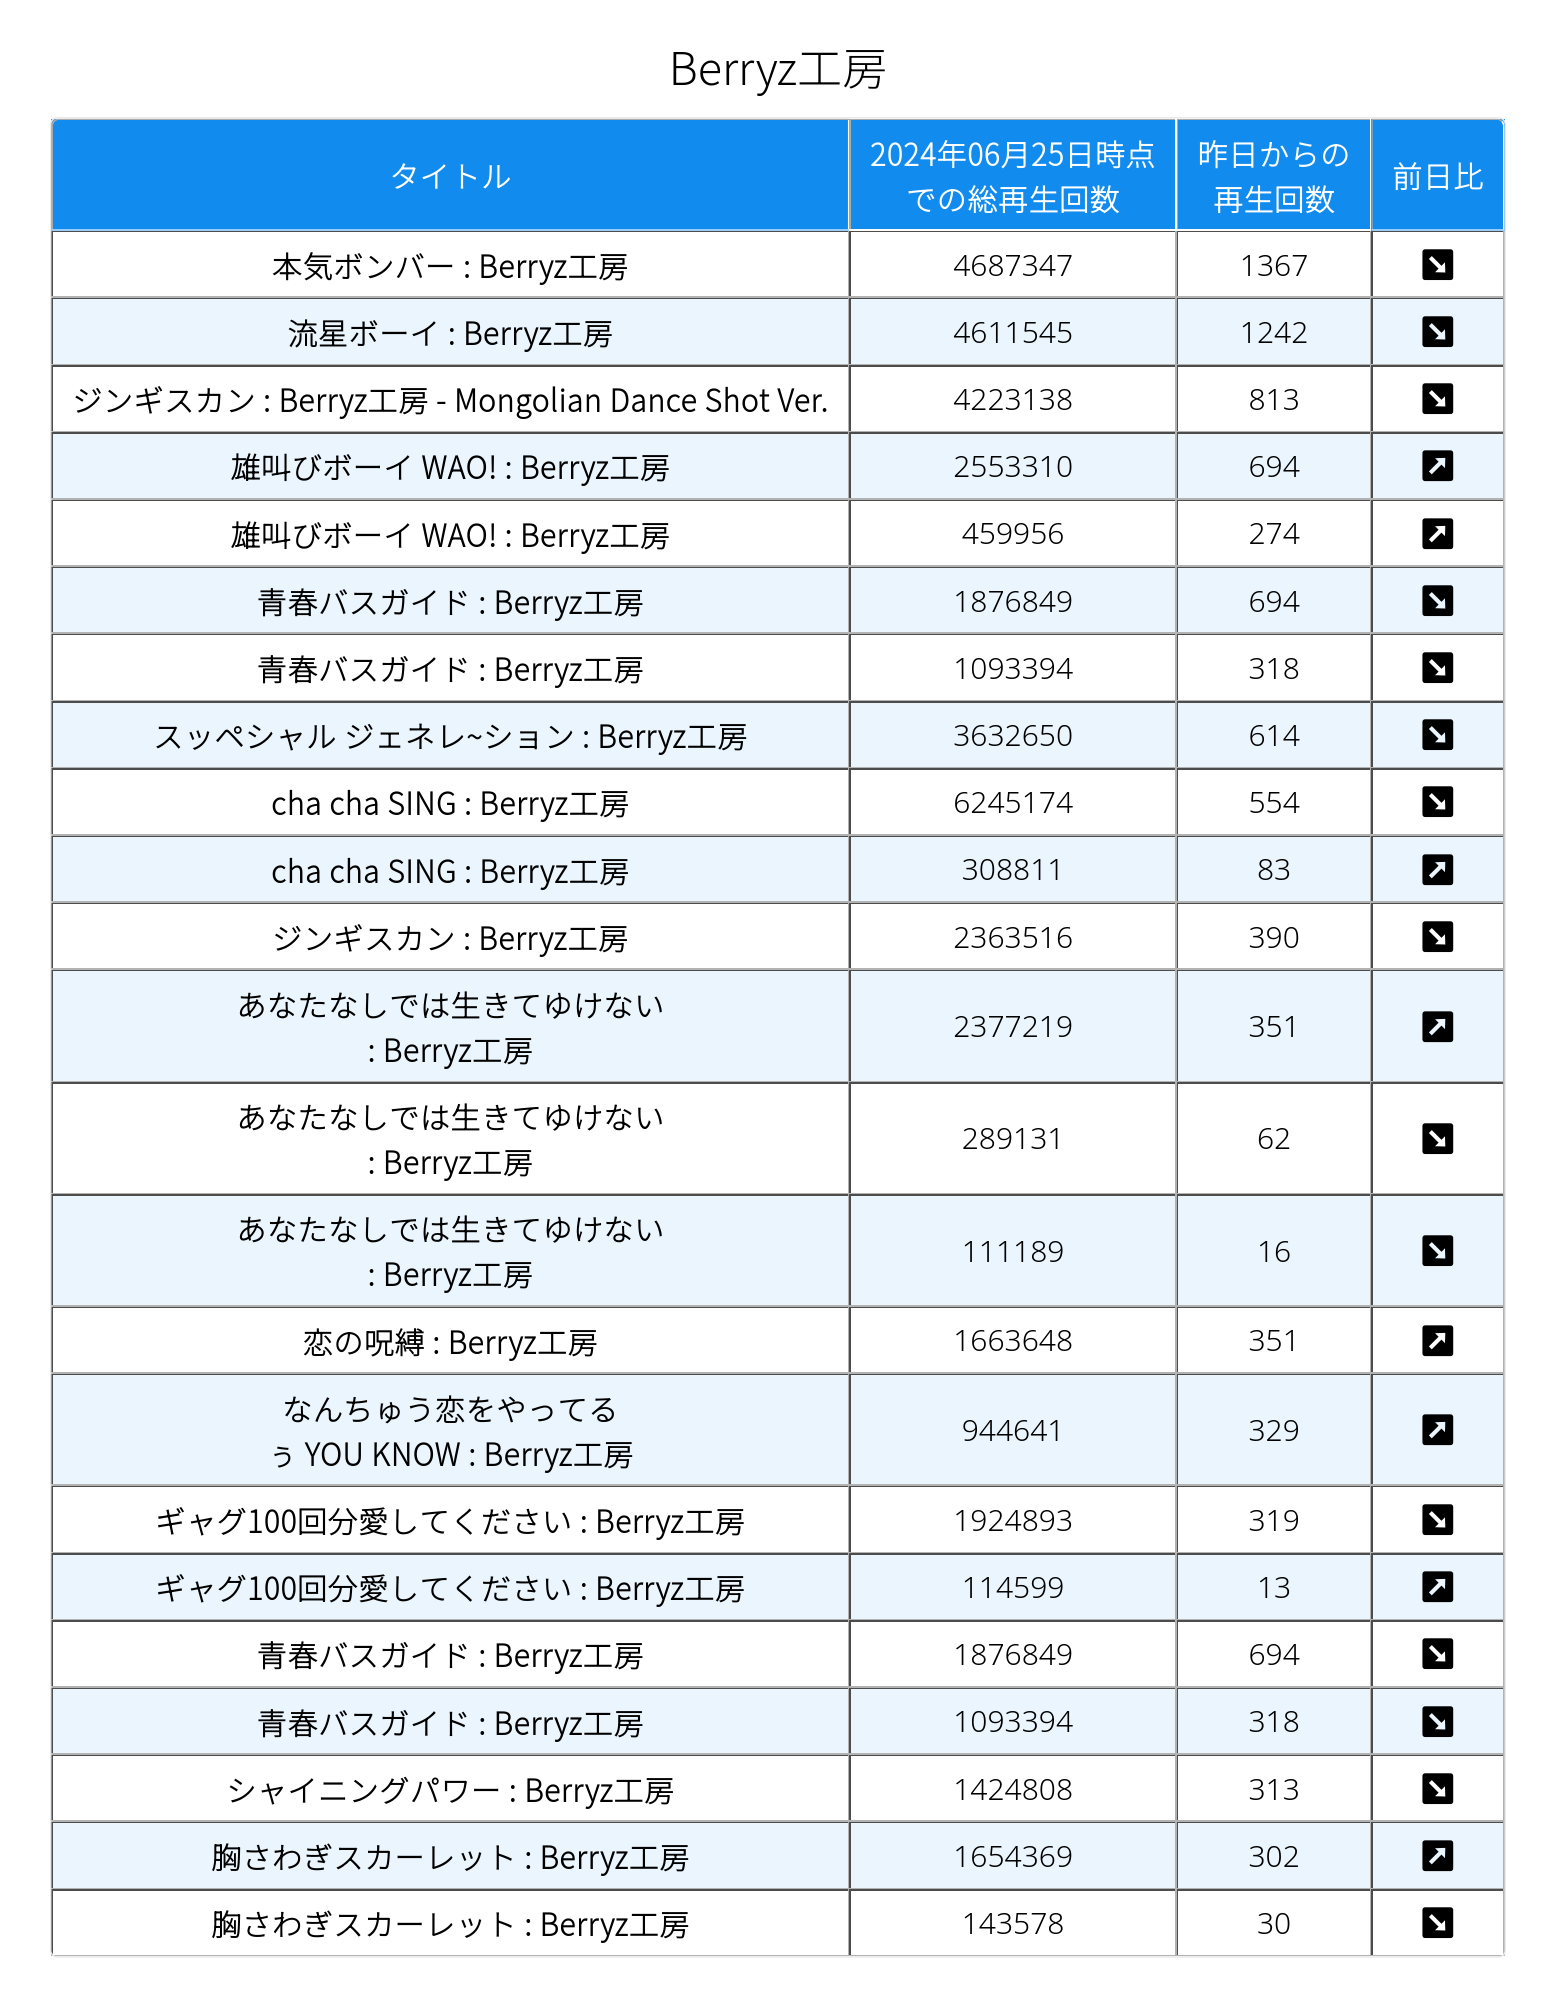 Berryz工房
タイトル
2024年06月25日時点
での総再生回数
昨日からの
再生回数
前日比
本気ボンバー : Berryz工房 4687347 1367
流星ボーイ : Berryz工房 4611545 1242
ジンギスカン : Berryz工房 - Mongolian Dance Shot Ver. 4223138 813
雄叫びボーイ WAO! : Berryz工房 2553310 694
雄叫びボーイ WAO! : Berryz工房 459956 274
青春バスガイド : Berryz工房 1876849 694
青春バスガイド : Berryz工房 1093394 318
スッペシャル ジェネレ~ション : Berryz工房 3632650 614
cha cha SING : Berryz工房 6245174 554
cha cha SING : Berryz工房 308811 83
ジンギスカン : Berryz工房 2363516 390
あなたなしでは生きてゆけない
: Berryz工房 2377219 351
あなたなしでは生きてゆけない
: Berryz工房 289131 62
あなたなしでは生きてゆけない
: Berryz工房 111189 16
恋の呪縛 : Berryz工房 1663648 351
なんちゅう恋をやってる
ぅ YOU KNOW : Berryz工房 944641 329
ギャグ100回分愛してください : Berryz工房 1924893 319
ギャグ100回分愛してください : Berryz工房 114599 13
青春バスガイド : Berryz工房 1876849 694
青春バスガイド : Berryz工房 1093394 318
シャイニングパワー : Berryz工房 1424808 313
胸さわぎスカーレット : Berryz工房 1654369 302
胸さわぎスカーレット : Berryz工房 143578 30